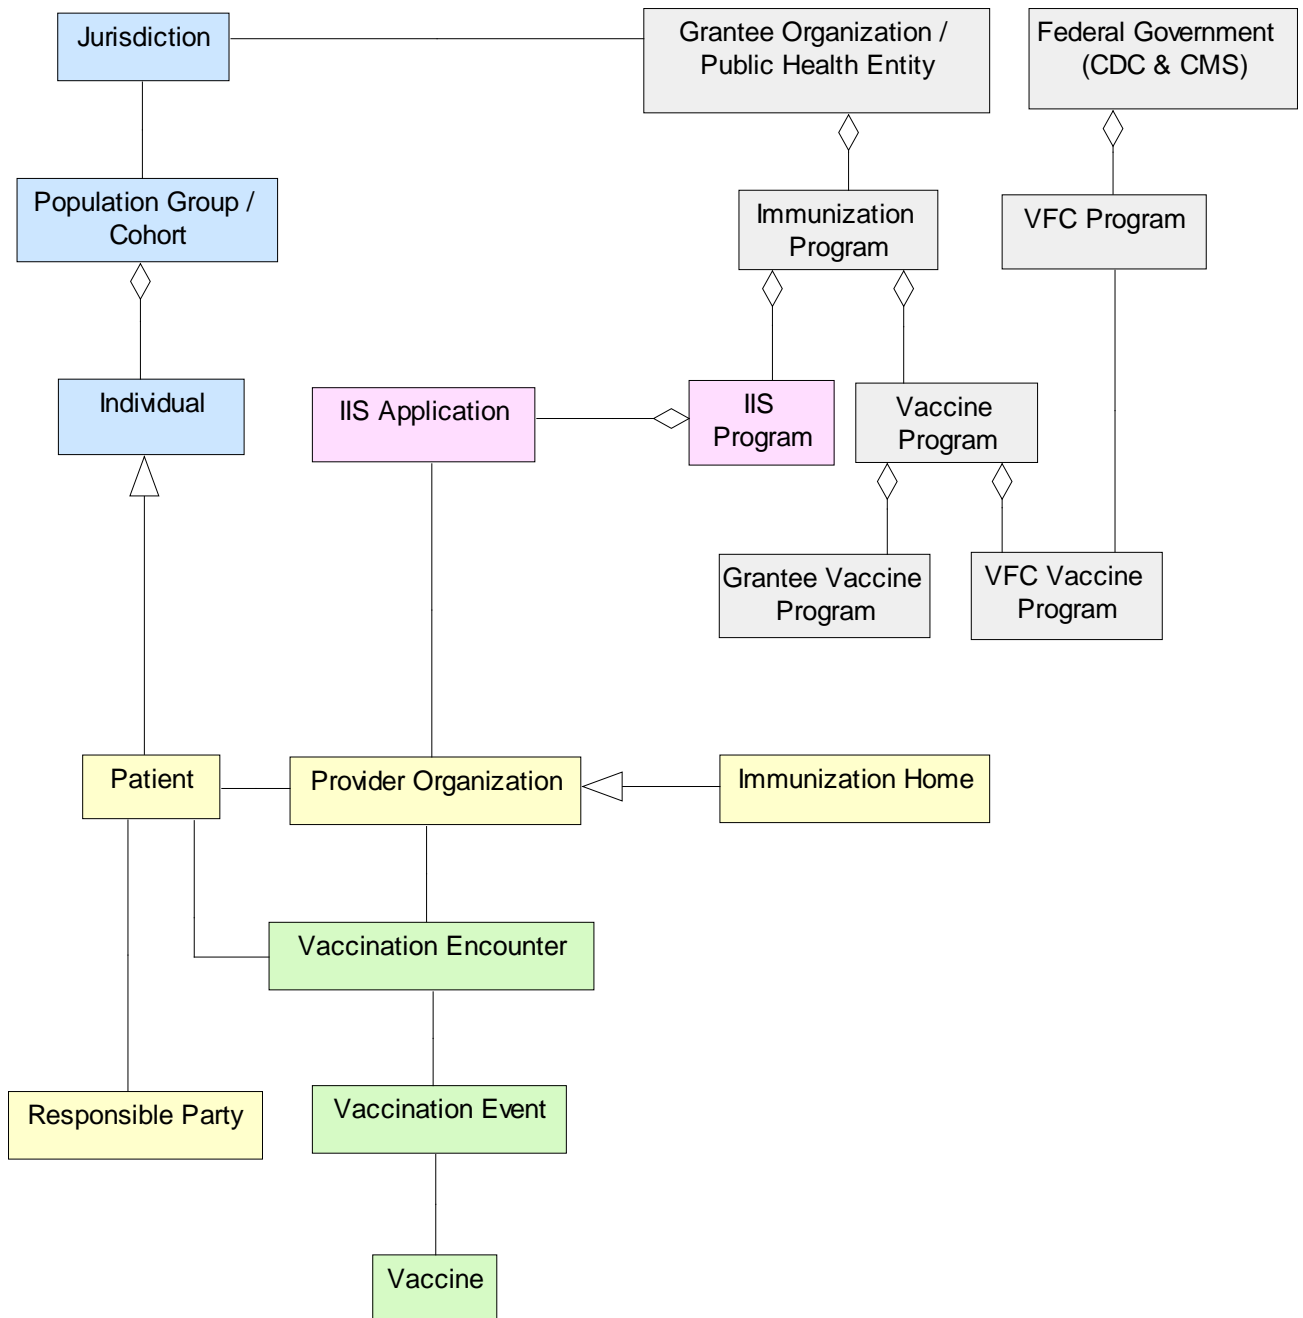 Jurisdiction
Grantee Organization /
Public Health Entity
Federal Government
(CDC & CMS)
Population Group /
Cohort
Immunization
Program
VFC Program
Individual
IIS Application
IIS
Program
Vaccine
Program
Grantee Vaccine
Program
VFC Vaccine
Program
Patient
Provider Organization
Immunization Home
Vaccination Encounter
Responsible Party
Vaccination Event
Vaccine